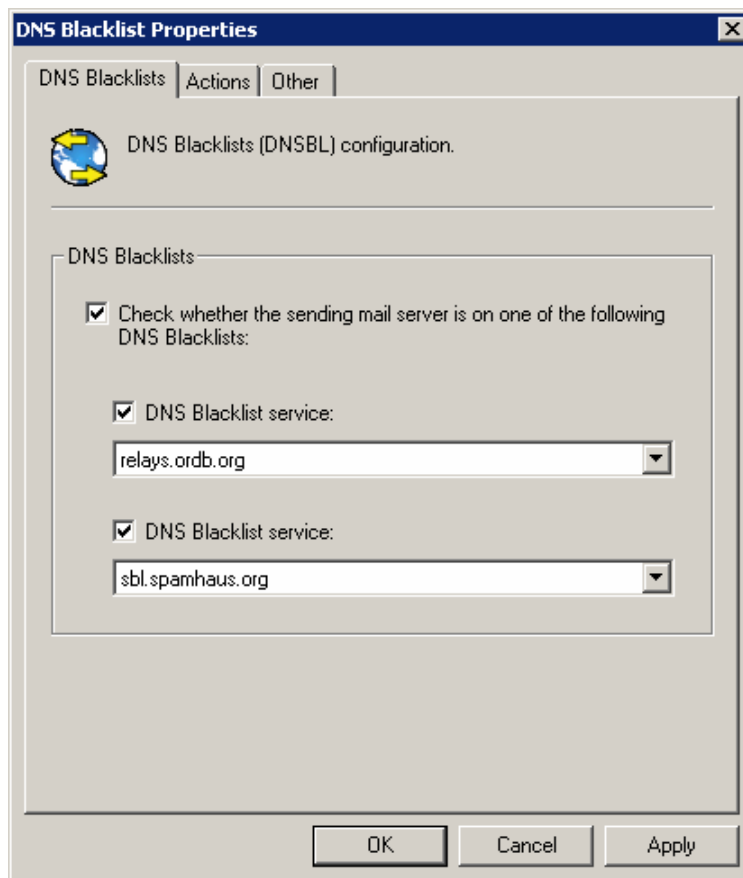 DNS Blacklist Properties
DNS Blacklists
Actions
Other
DNS Blacklists (DNSBL) configuration.
DNS Blacklists
Check whether the sending mail server is on one of the following
DNS Blacklists:
DNS Blacklist service:
relays.ordb.org
DNS Blacklist service:
sbl.spamhaus.org
OK
Cancel
Apply